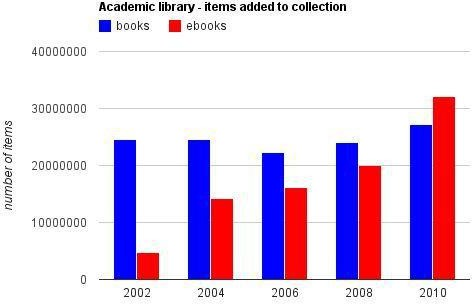 Academic library - items added to collection
books ebooks
40000000
30000000
20000000
10000000
0
number of items
2002 2004 2006 2008 2010